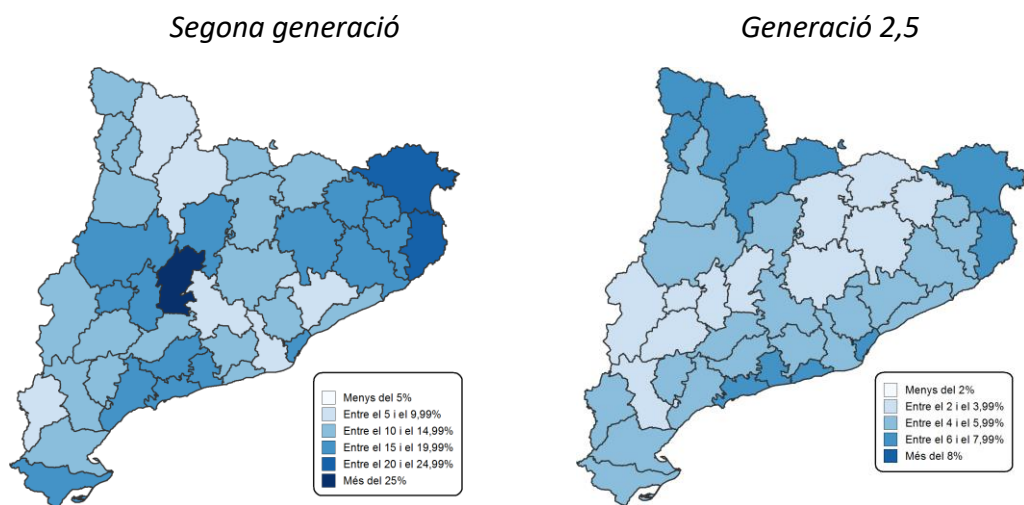 Segona generació
Generació 2,5
Menys del 5%
Entre el 5 i el 9,99%
Entre el 10 i el 14,99%
Entre el 15 i el 19,99%
Entre el 20 i el 24,99%
Més del 25%
Menys del 2%
Entre el 2 i el 3,99%
Entre el 4 i el 5,99%
Entre el 6 i el 7,99%
Més del 8%